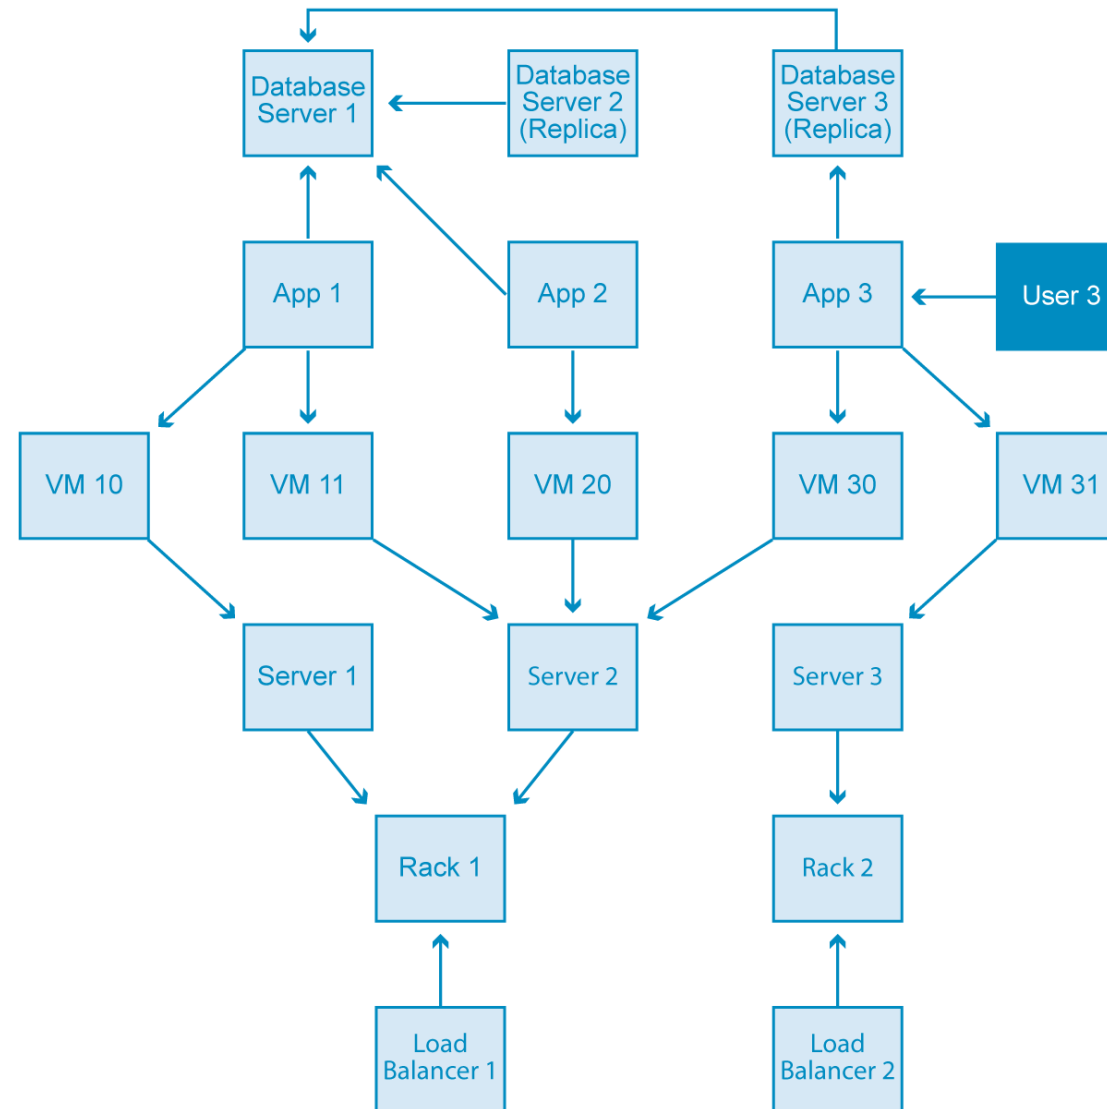 Database
Server 1
Database
Server 2
(Replica)
Database
Server 3
(Replica)
App 1
App 2
App 3
User 3
VM 10
VM 11
VM 20
VM 30
VM 31
Server 1
Server 2
Server 3
Rack 1
Rack 2
Load
Balancer 1
Load
Balancer 2